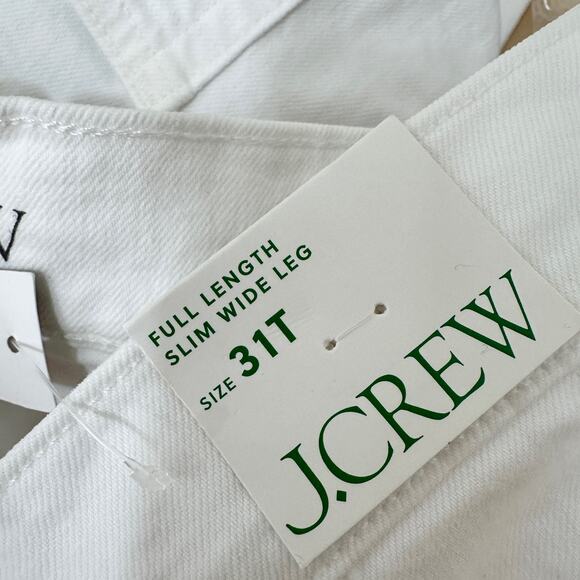 FULL LENGTH
SLIM WIDE LEG
SIZE 31T
J.CREW
W